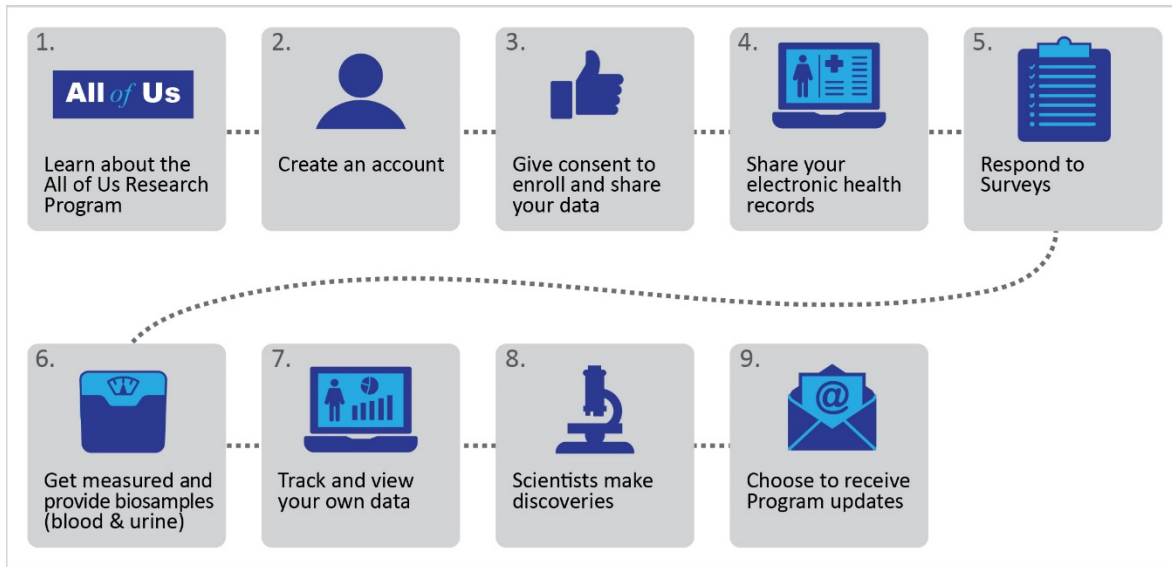 1.
All of Us
Learn about the
All of Us Research
Program
2.
Create an account
3.
Give consent to
enroll and share
your data
4.
Share your
electronic health
records
5.
Respond to
Surveys
6.
Get measured and
provide biosamples
(blood & urine)
7.
Track and view
your own data
8.
Scientists make
discoveries
9.
@
Choose to receive
Program updates